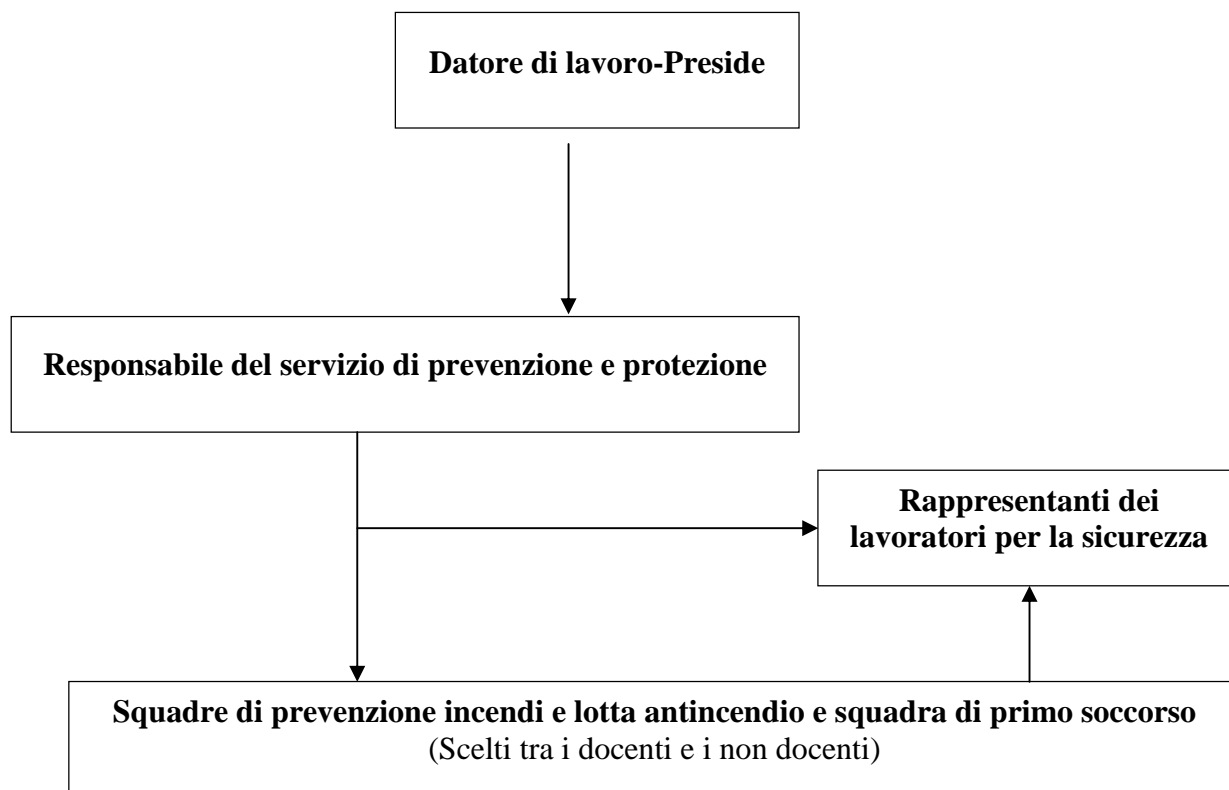 Datore di lavoro-Preside
Responsabile del servizio di prevenzione e protezione
Rappresentanti dei
lavoratori per la sicurezza
Squadre di prevenzione incendi e lotta antincendio e squadra di primo soccorso
(Scelti tra i docenti e i non docenti)